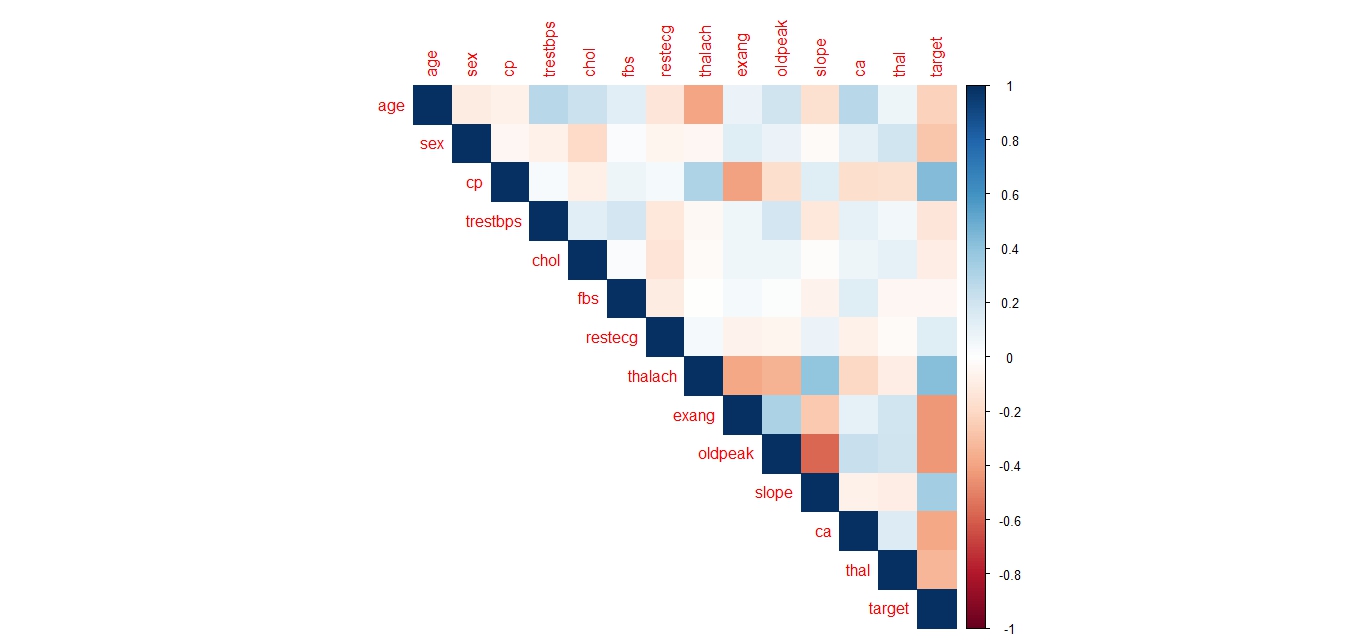 age
sex
cp
trestbps
chol
fbs
restecg
thalach
exang
oldpeak
slope
ca
thal
target
age
sex
cp
trestbps
chol
fbs
restecg
thalach
exang
oldpeak
slope
ca
thal
target
1
0.8
0.6
0.4
0.2
0
-0.2
-0.4
-0.6
-0.8
-1